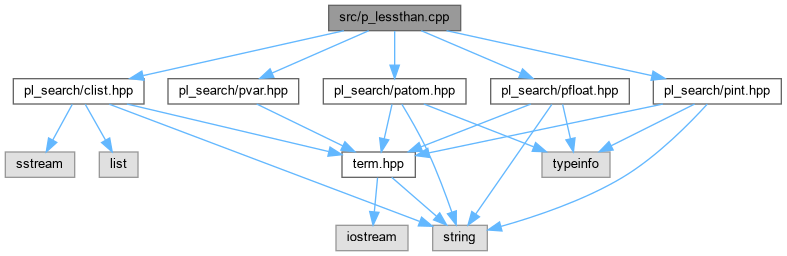 src/p_lessthan.cpp
pl_search/clist.hpp
pl_search/pvar.hpp
pl_search/patom.hpp
pl_search/pfloat.hpp
pl_search/pint.hpp
sstream
list
term.hpp
typeinfo
iostream
string